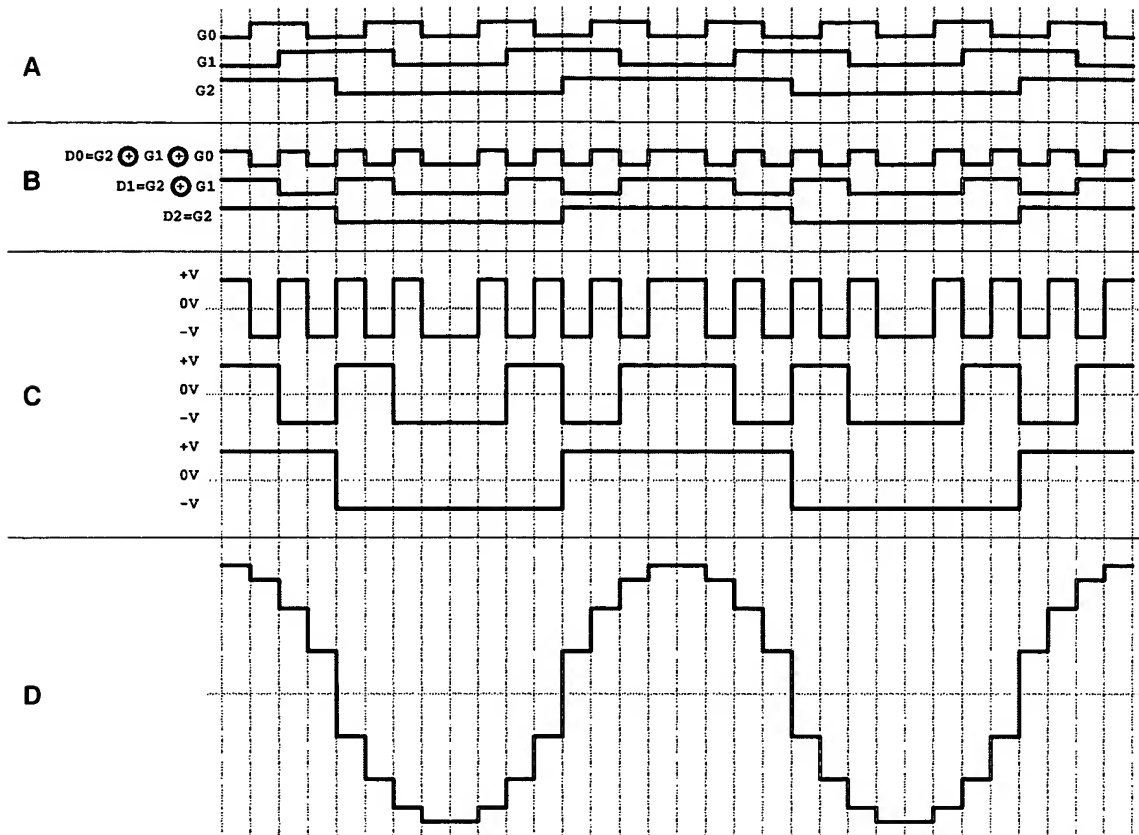 G0
A
G1
G2
D0=G2 ⊕ G1 ⊕ G0
B
D1=G2 ⊕ G1
D2=G2
+V
0V
-V
+V
C
0V
-V
+V
0V
-V
D